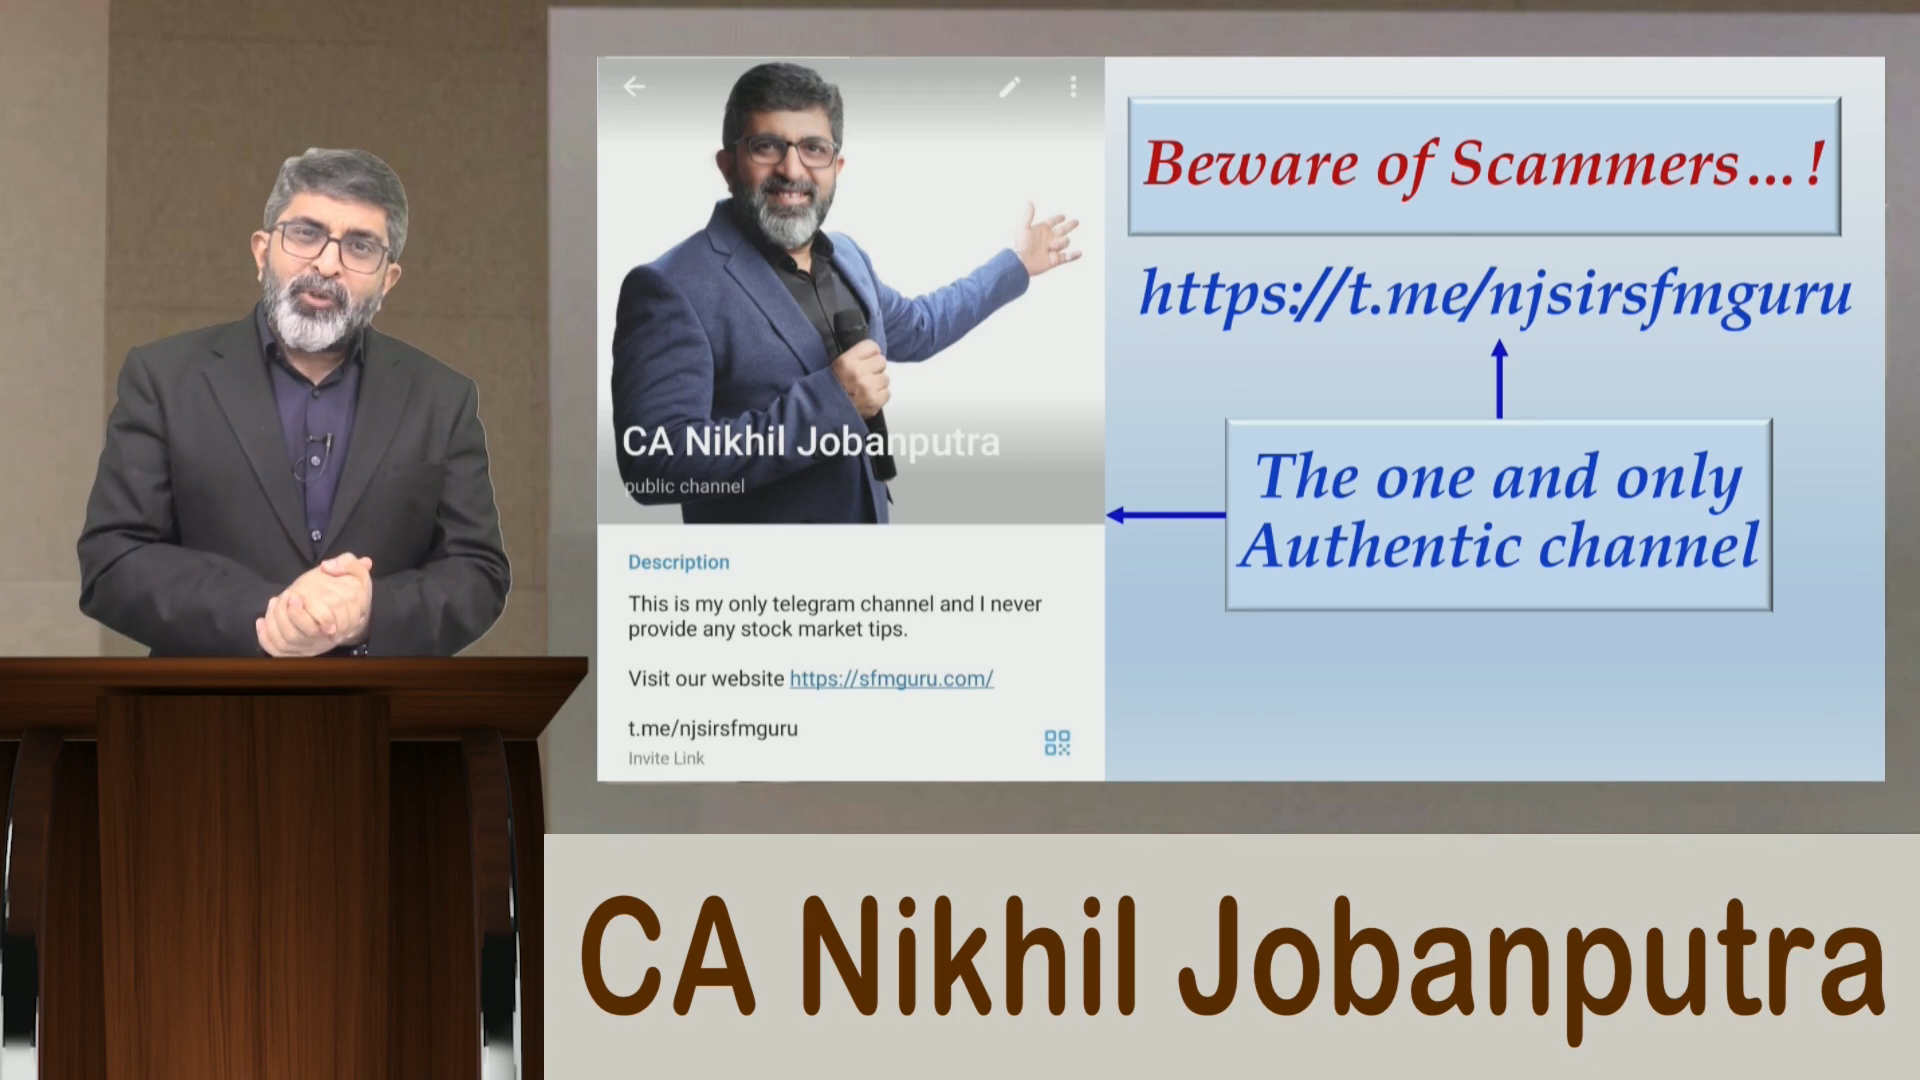 CA Nikhil Jobanputra
public channel
Description
This is my only telegram channel and I never
provide any stock market tips.
Visit our website https://sfmguru.com/
t.me/njsirsfmguru
Invite Link
Beware of Scammers...!
https://t.me/njsirsfmguru
The one and only
Authentic channel
CA Nikhil Jobanputra